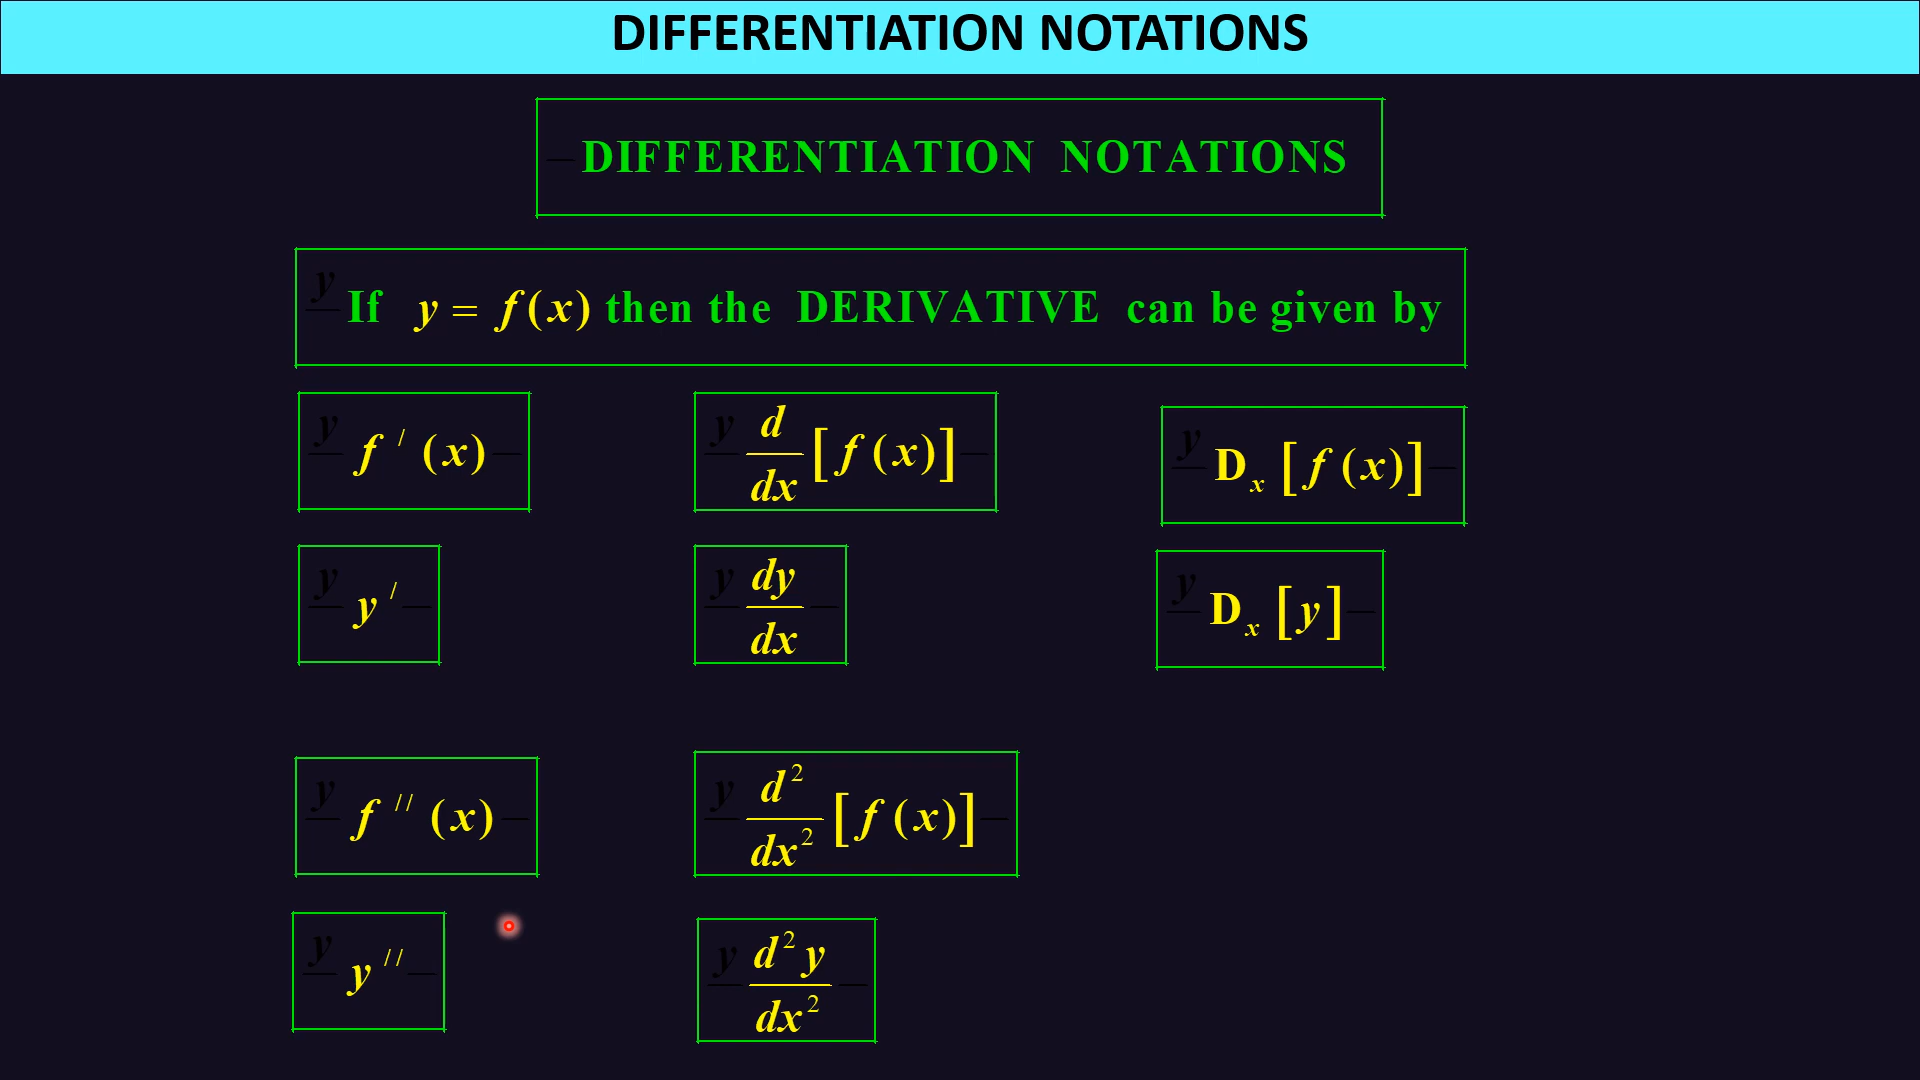 DIFFERENTIATION NOTATIONS
DIFFERENTIATION NOTATIONS
If y = f(x) then the DERIVATIVE can be given by
f ′ (x)    d/dx [f(x)]    Dₓ [f(x)]
y ′    dy/dx    Dₓ [y]
f ′′ (x)    d²/dx² [f(x)]
y ′′    d²y/dx²